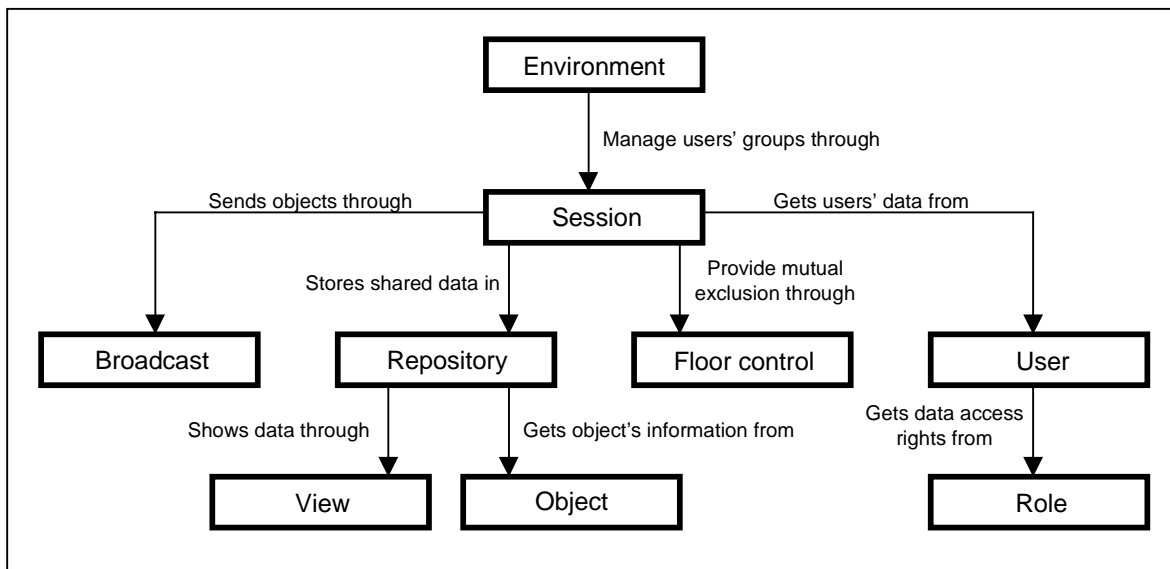 Environment
Manage users’ groups through
Sends objects through
Session
Gets users’ data from
Stores shared data in
Provide mutual
exclusion through
Broadcast
Repository
Floor control
User
Shows data through
Gets object’s information from
Gets data access
rights from
View
Object
Role